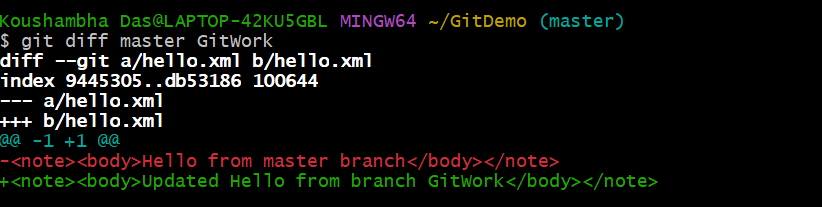 Koushambha Das@LAPTOP-42KU5GBL MINGW64 ~/GitDemo (master)
$ git diff master GitWork
diff --git a/hello.xml b/hello.xml
index 9445305..db53186 100644
--- a/hello.xml
+++ b/hello.xml
@@ -1 +1 @@
-<note><body>Hello from master branch</body></note>
+<note><body>Updated Hello from branch GitWork</body></note>